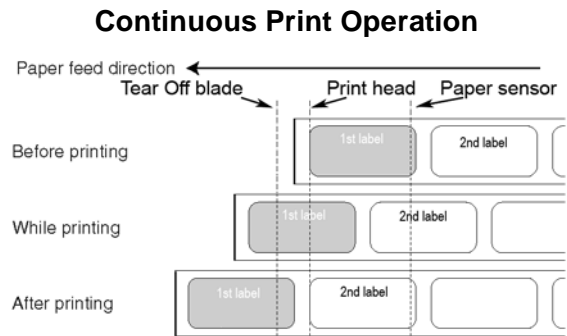 Continuous Print Operation
Paper feed direction
Tear Off blade Print head Paper sensor
Before printing 1st label 2nd label
While printing 1st label 2nd label
After printing 1st label 2nd label